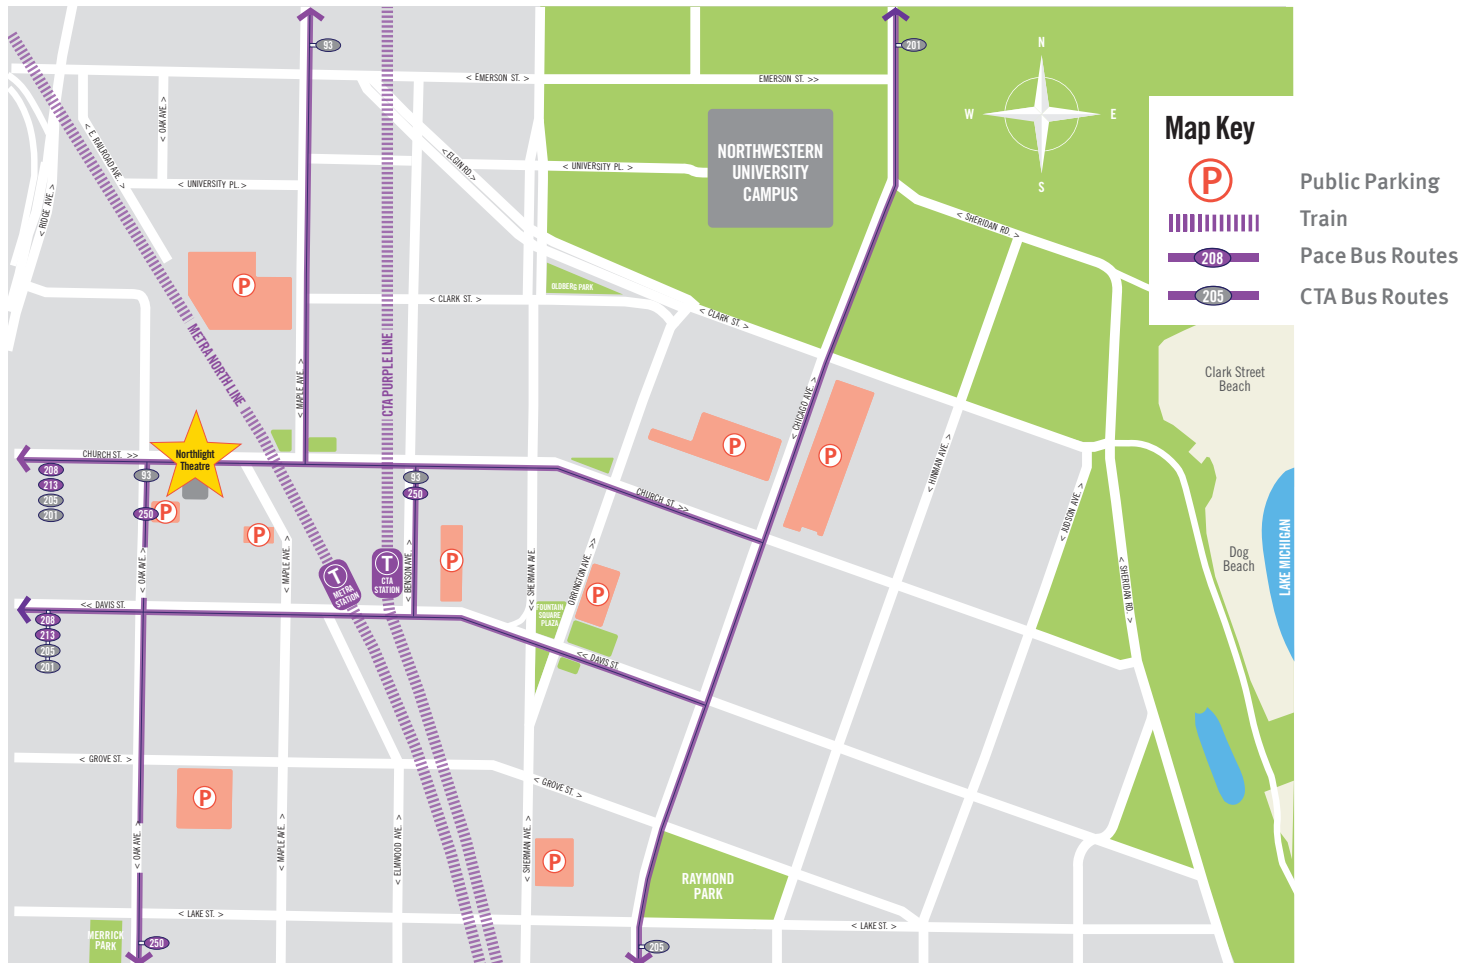 93
201
N
W
E
S
Map Key
P
Public Parking
Train
208
Pace Bus Routes
205
CTA Bus Routes
< EMERSON ST. >
EMERSON ST. >>
< OAK AVE. >
< E. RAILROAD AVE. >
< RIDGE AVE. >
< UNIVERSITY PL. >
< UNIVERSITY PL. >
< ELGIN RD. >
NORTHWESTERN
UNIVERSITY
CAMPUS
< SHERIDAN RD. >
P
OLDBERG PARK
< CLARK ST. >
< CLARK ST. >
METRA NORTH LINE
CTA PURPLE LINE
< MAPLE AVE. >
< CHICAGO AVE. >
Clark Street
Beach
CHURCH ST. >>
Northlight
Theatre
208
213
205
201
93
250
P
P
93
250
P
P
P
CHURCH ST. >>
< HINMAN AVE. >
< JUDSON AVE. >
Dog
Beach
LAKE MICHIGAN
< SHERIDAN RD. >
< OAK AVE. >
< MAPLE AVE. >
T
METRA
STATION
T
CTA
STATION
< BENSON AVE. >
P
<< SHERMAN AVE.
ORRINGTON AVE. >>
FOUNTAIN
SQUARE
PLAZA
<< DAVIS ST.
<< DAVIS ST.
208
213
205
201
< GROVE ST. >
< GROVE ST. >
P
< OAK AVE. >
< MAPLE AVE. >
< ELMWOOD AVE. >
< SHERMAN AVE. >
P
RAYMOND
PARK
< LAKE ST. >
< LAKE ST. >
MERRICK
PARK
250
205